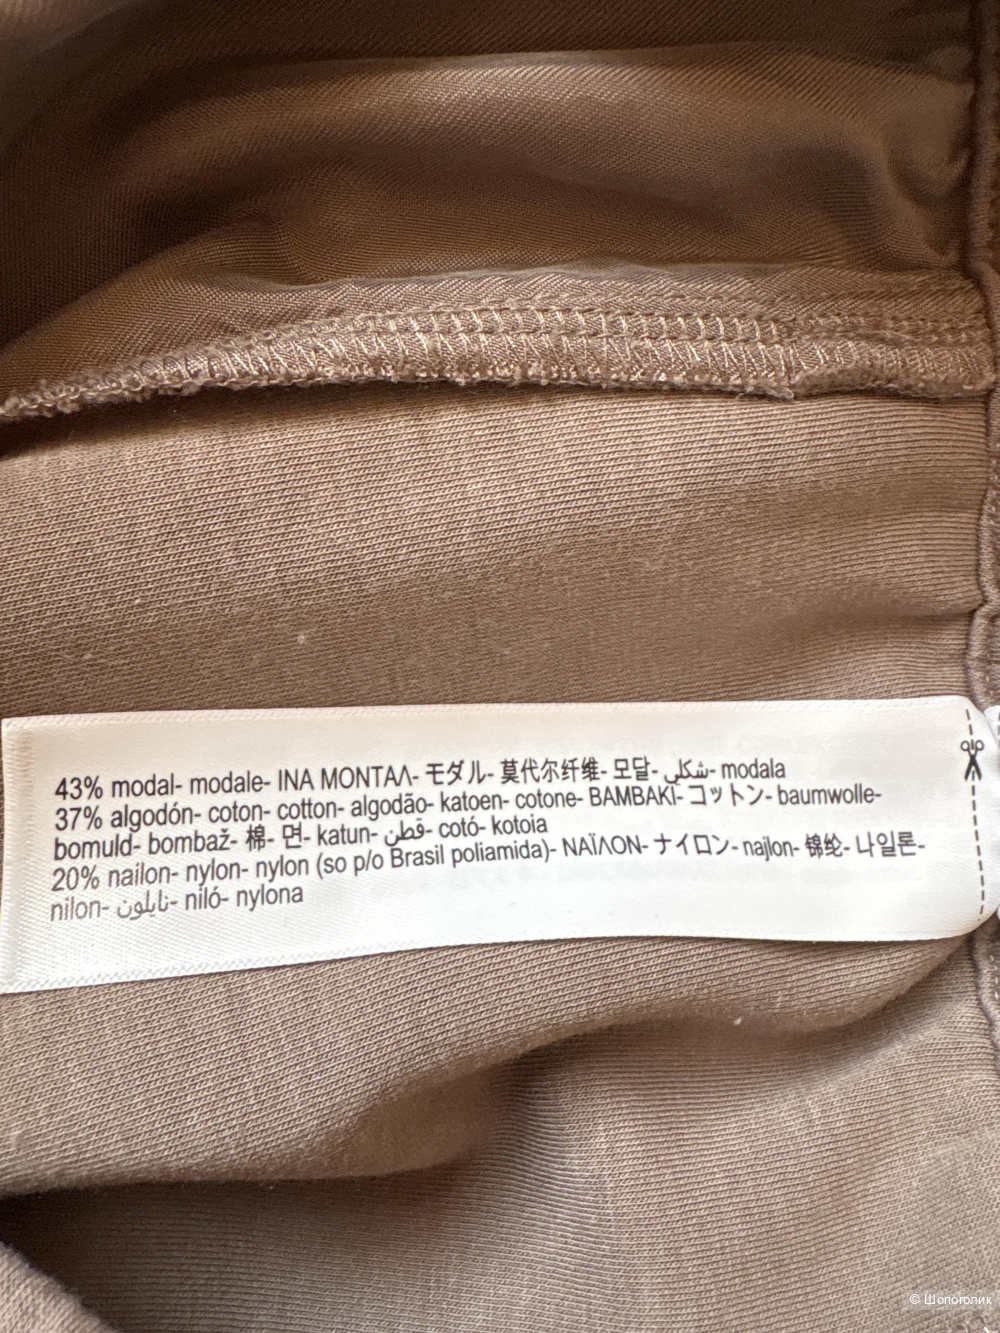 43% modal- modale- ΙΝΑ ΜΟΝΤΑΛ- モダル- 莫代尔纤维- 모달- شكلي- modala
37% algodón- coton- cotton- algodão- katoen- cotone- ΒΑΜΒΑΚΙ- コットン- baumwolle-
bomuld- bombaž- 棉- 면- katun- قطن- cotó- kotoia
20% nailon- nylon- nylon (so p/o Brasil poliamida)- ΝΑΪΛΟΝ- ナイロン- najlon- 锦纶- 나일론-
nilon- نايلون- niló- nylona
© Шопоголик